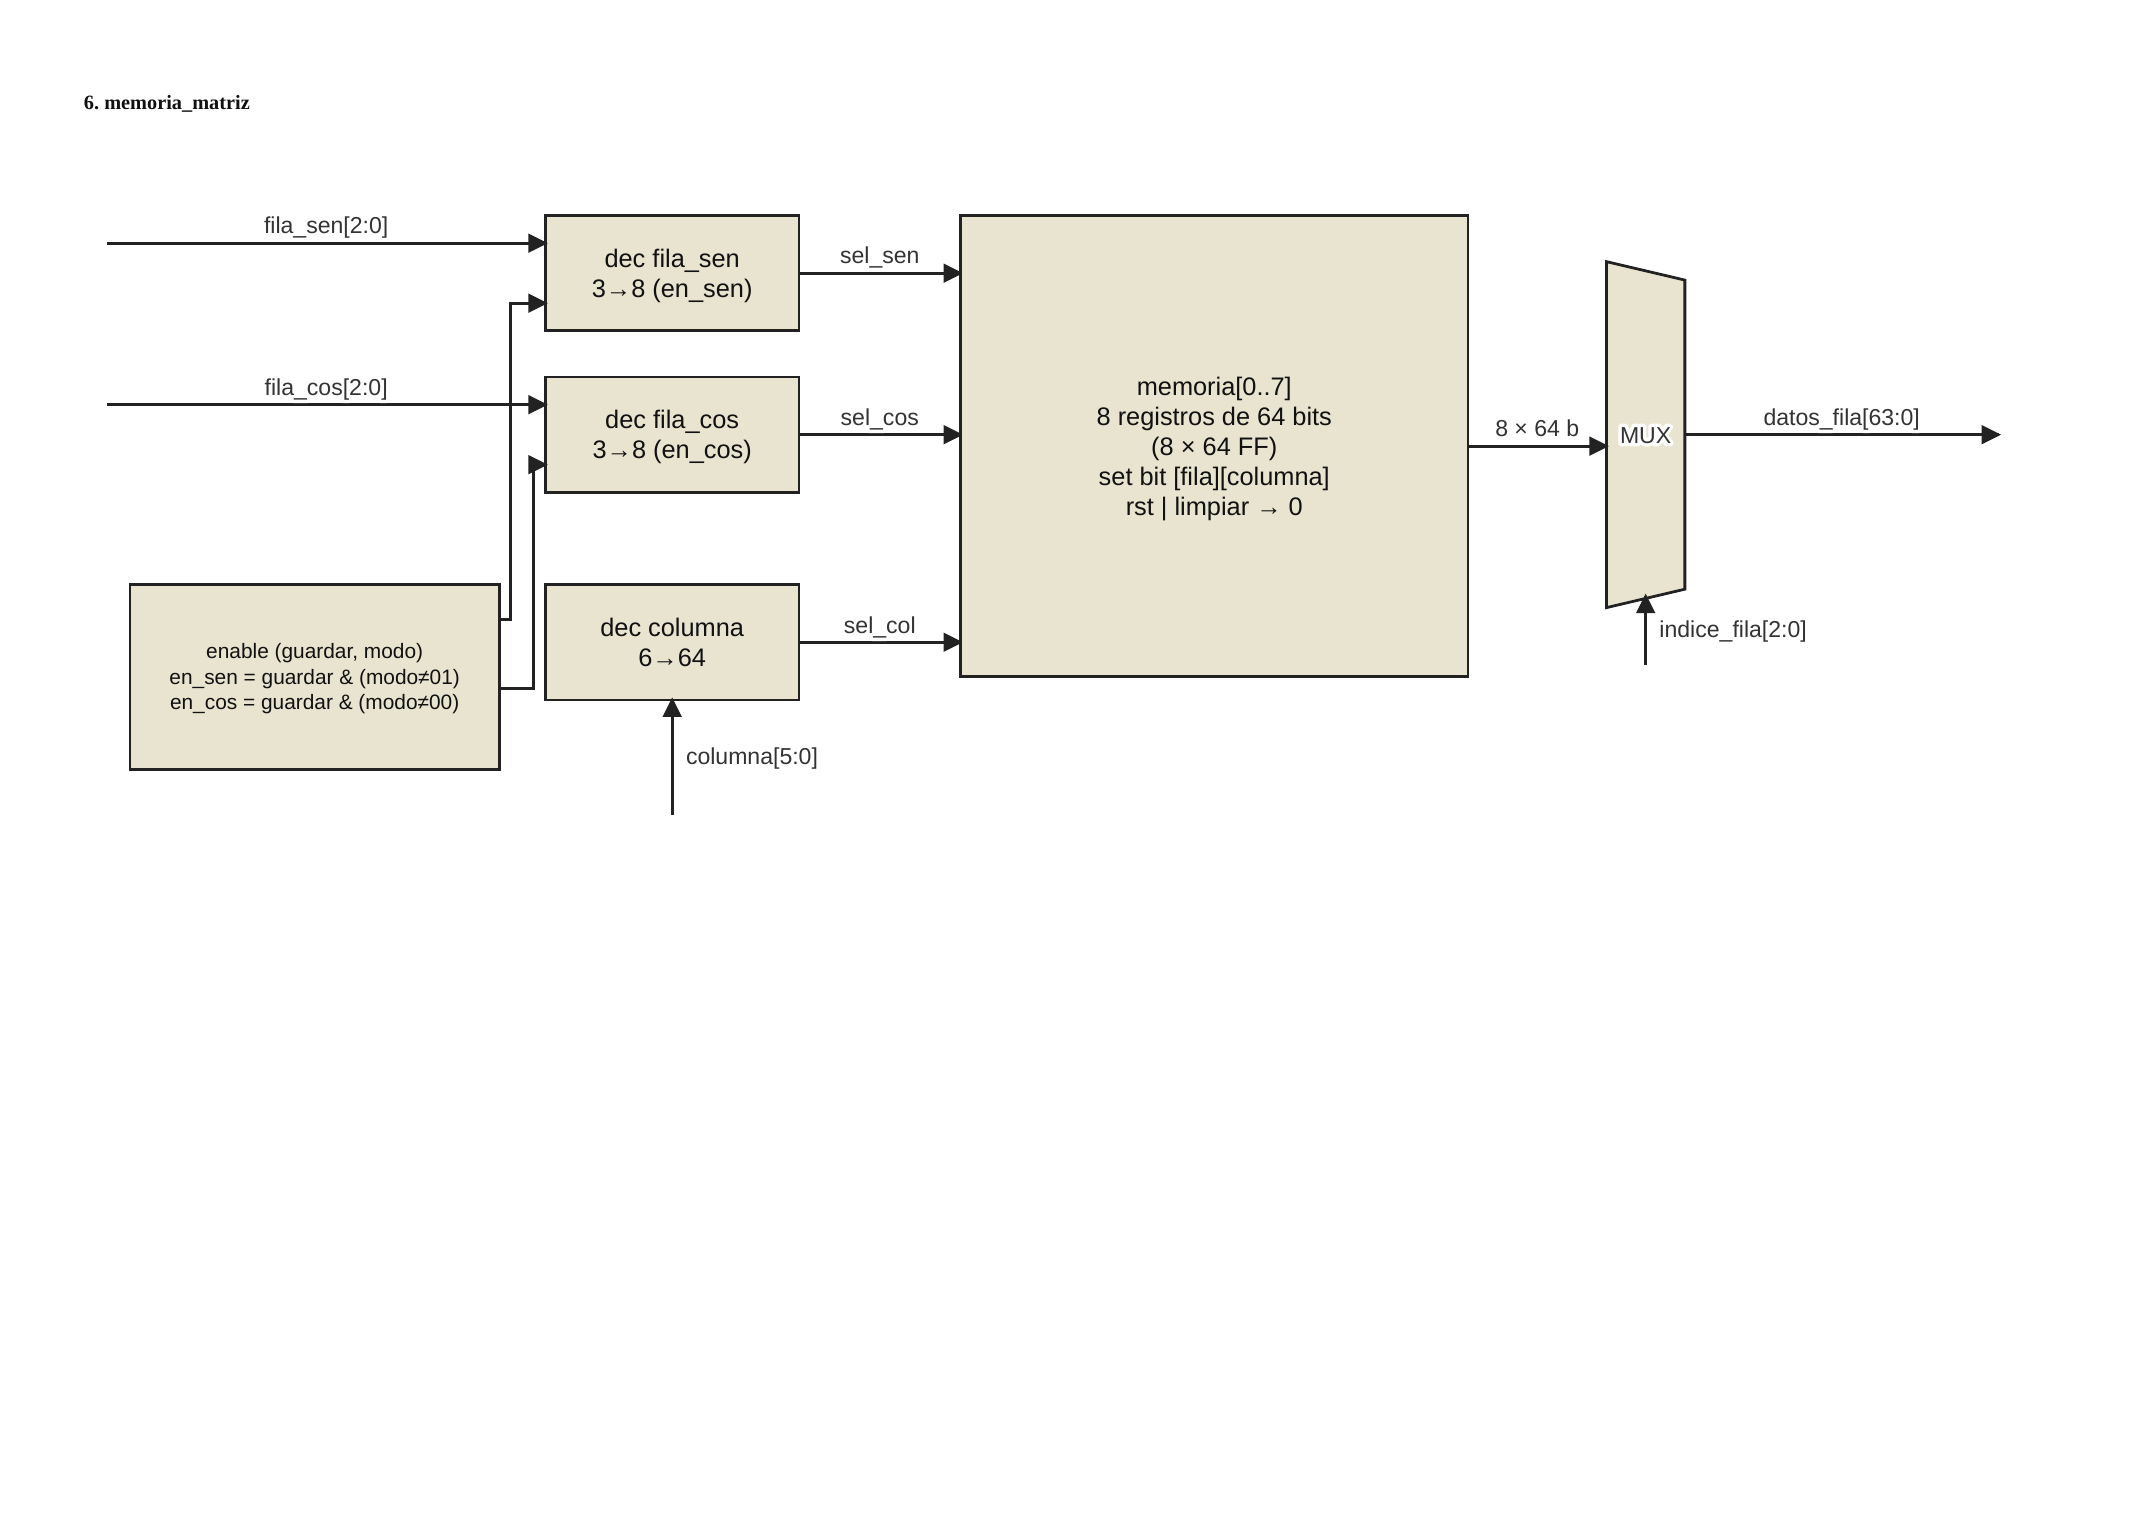 6. memoria_matriz
fila_sen[2:0]
dec fila_sen
3→8 (en_sen)
sel_sen
fila_cos[2:0]
dec fila_cos
3→8 (en_cos)
sel_cos
enable (guardar, modo)
en_sen = guardar & (modo≠01)
en_cos = guardar & (modo≠00)
dec columna
6→64
sel_col
columna[5:0]
memoria[0..7]
8 registros de 64 bits
(8 × 64 FF)
set bit [fila][columna]
rst | limpiar → 0
8 × 64 b
MUX
datos_fila[63:0]
indice_fila[2:0]